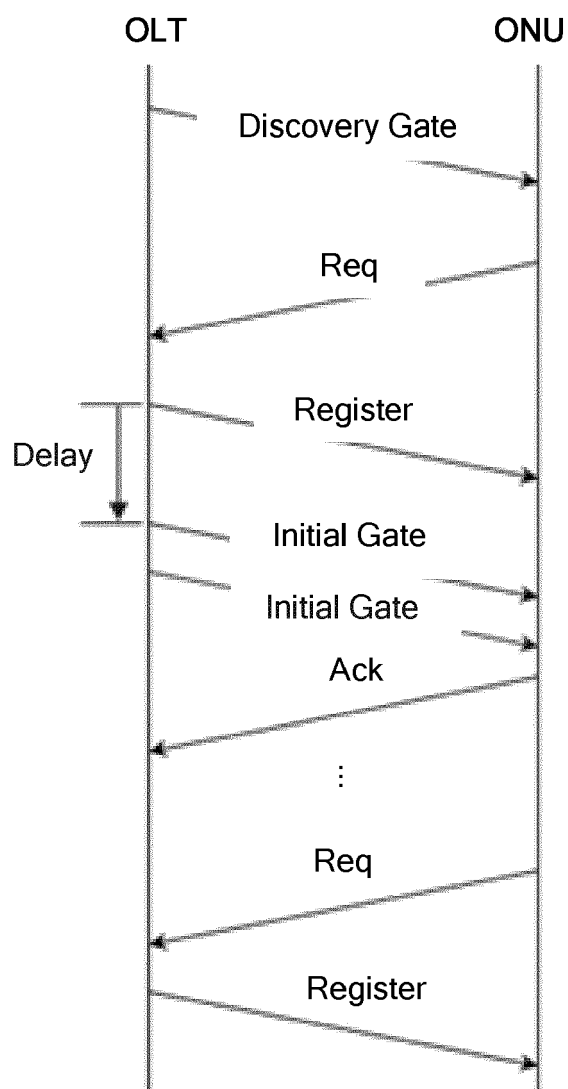 OLT ONU
Discovery Gate
Req
Register
Delay
Initial Gate
Initial Gate
Ack
⋮
Req
Register